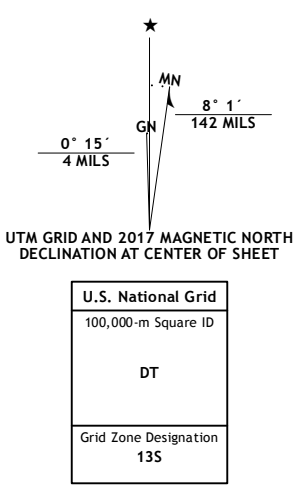 ★
MN
8° 1´
142 MILS
GN
0° 15´
4 MILS
UTM GRID AND 2017 MAGNETIC NORTH
DECLINATION AT CENTER OF SHEET
U.S. National Grid
100,000-m Square ID
DT
Grid Zone Designation
13S